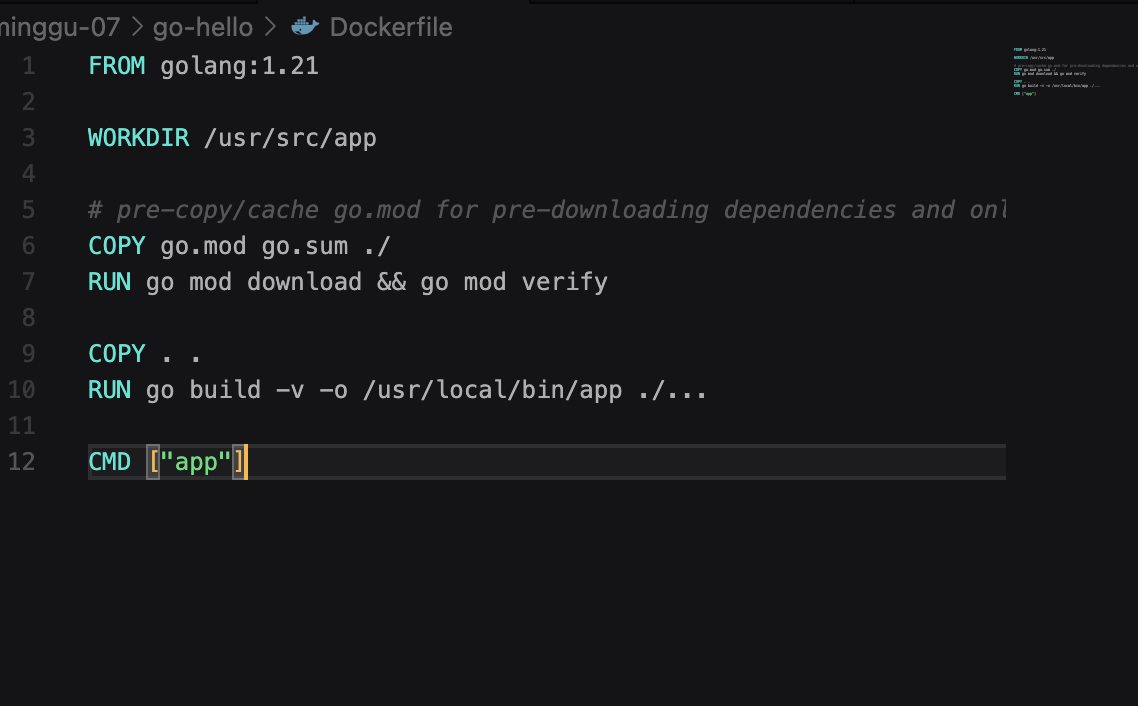 minggu-07 > go-hello > Dockerfile
1 FROM golang:1.21
2
3 WORKDIR /usr/src/app
4
5 # pre-copy/cache go.mod for pre-downloading dependencies and onl
6 COPY go.mod go.sum ./
7 RUN go mod download && go mod verify
8
9 COPY . .
10 RUN go build -v -o /usr/local/bin/app ./...
11
12 CMD ["app"]